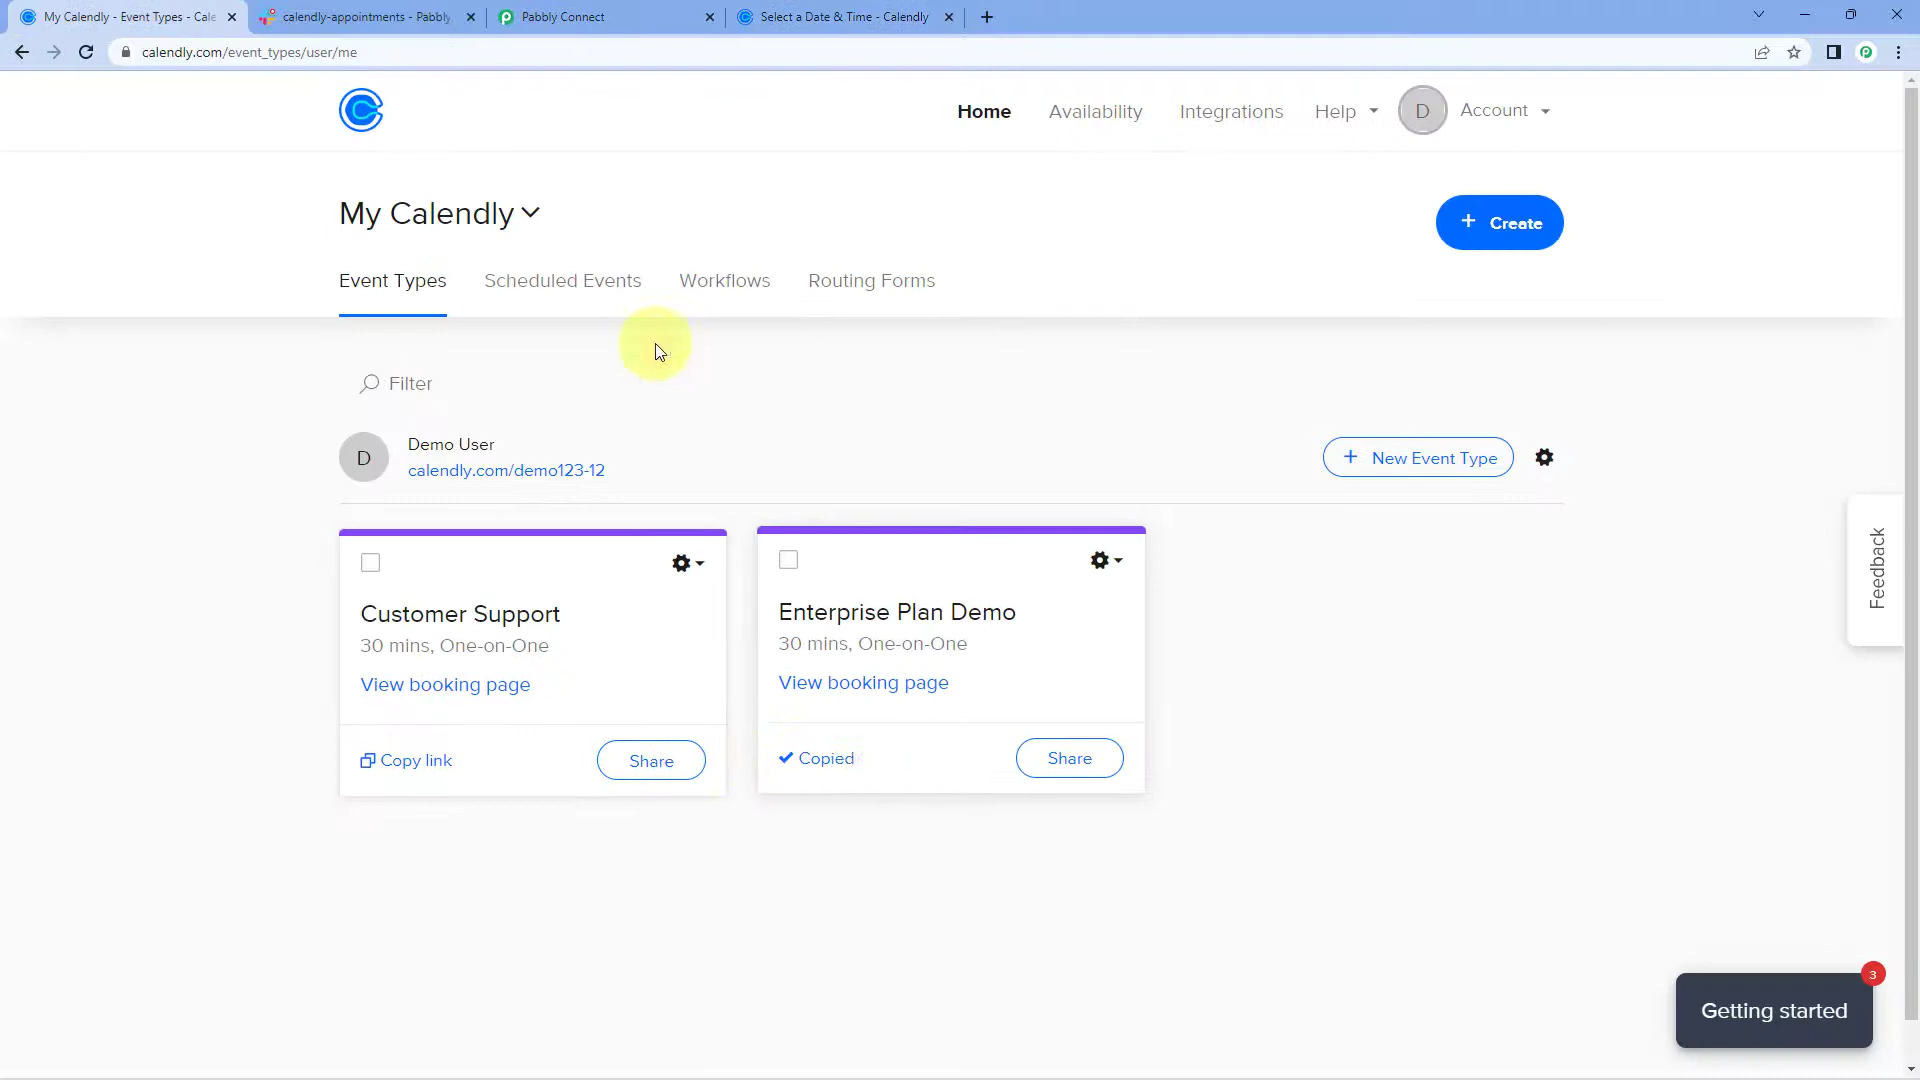 My Calendly - Event Types - Cale
calendly-appointments - Pabbly
Pabbly Connect
Select a Date & Time - Calendly
calendly.com/event_types/user/me
Home
Availability
Integrations
Help
D
Account
My Calendly
+ Create
Event Types
Scheduled Events
Workflows
Routing Forms
Filter
D
Demo User
calendly.com/demo123-12
+ New Event Type
Customer Support
30 mins, One-on-One
View booking page
Copy link
Share
Enterprise Plan Demo
30 mins, One-on-One
View booking page
Copied
Share
Feedback
3
Getting started